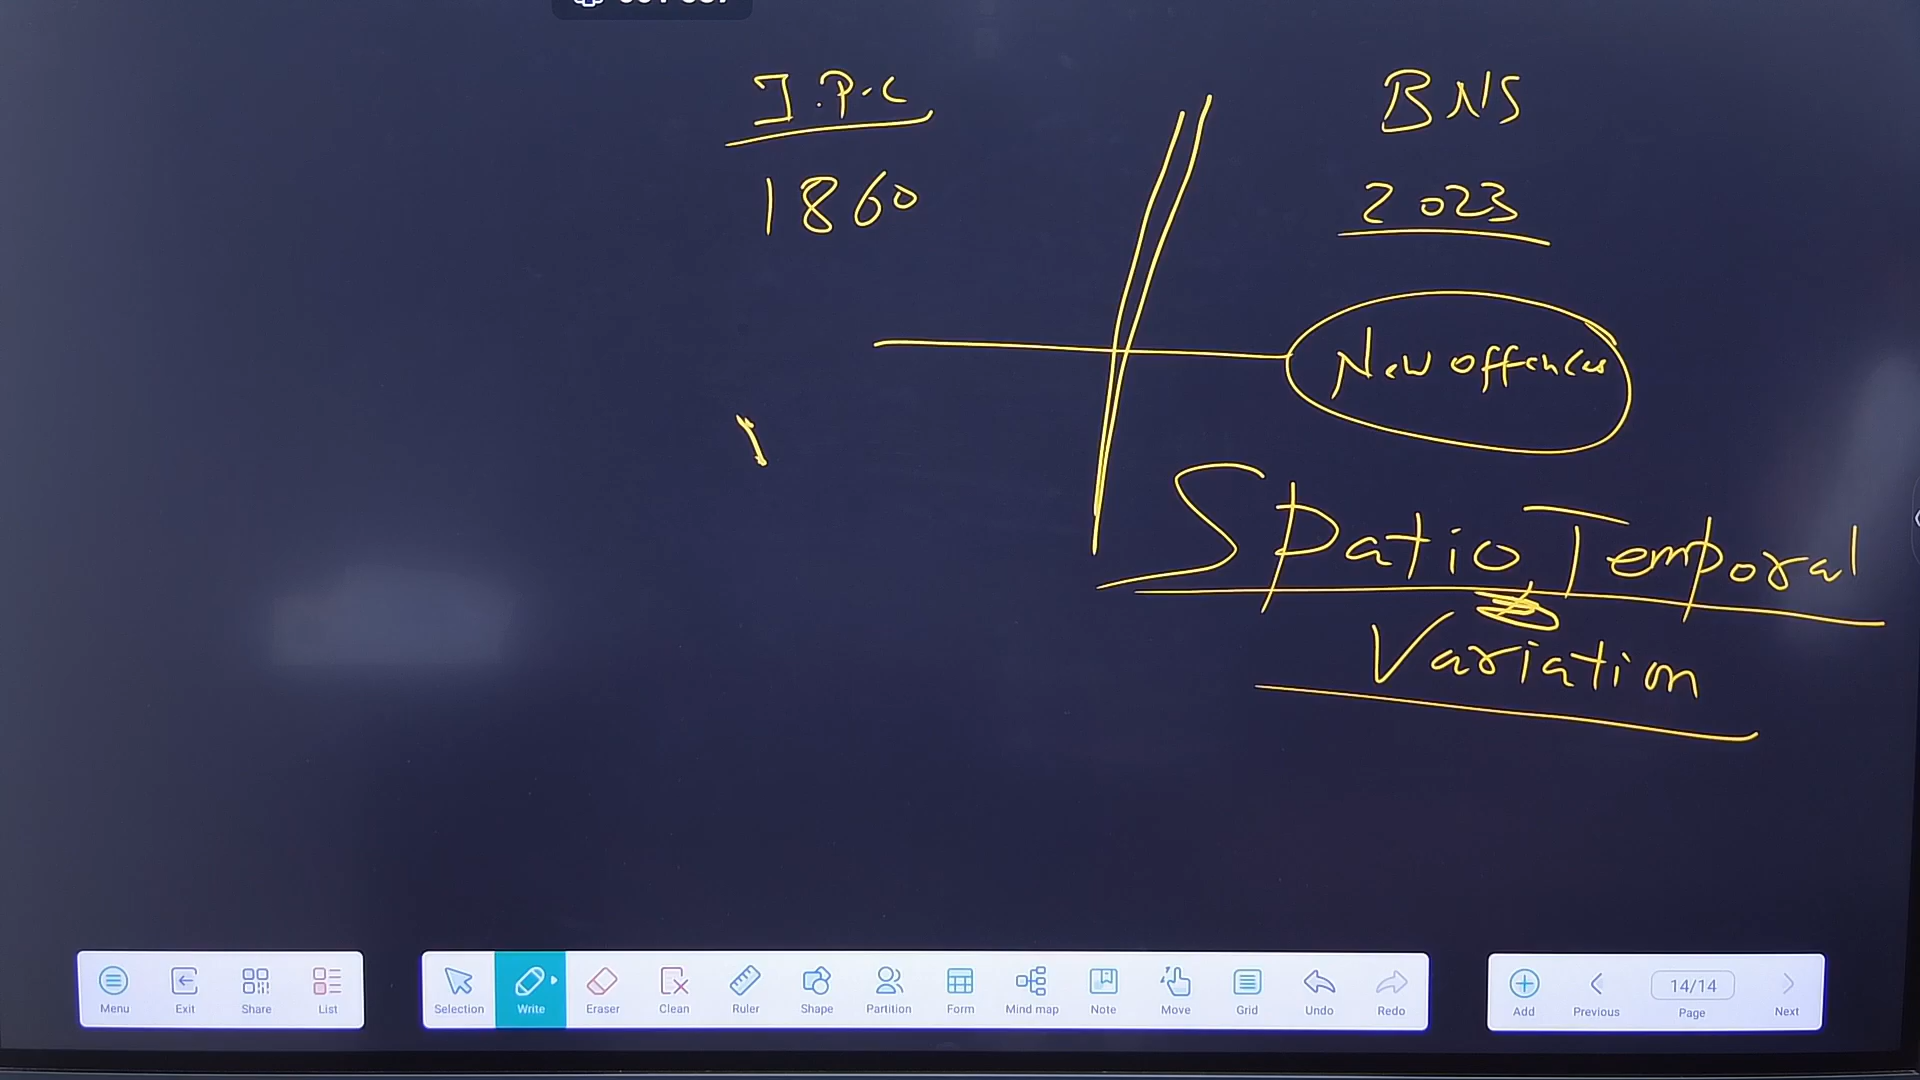 I.P.C
1860
BNS
2023
New offences
Spatio Temporal
Variation
Menu
Exit
Share
List
Selection
Write
Eraser
Clean
Ruler
Shape
Partition
Form
Mind map
Note
Move
Grid
Undo
Redo
Add
Previous
14/14
Page
Next